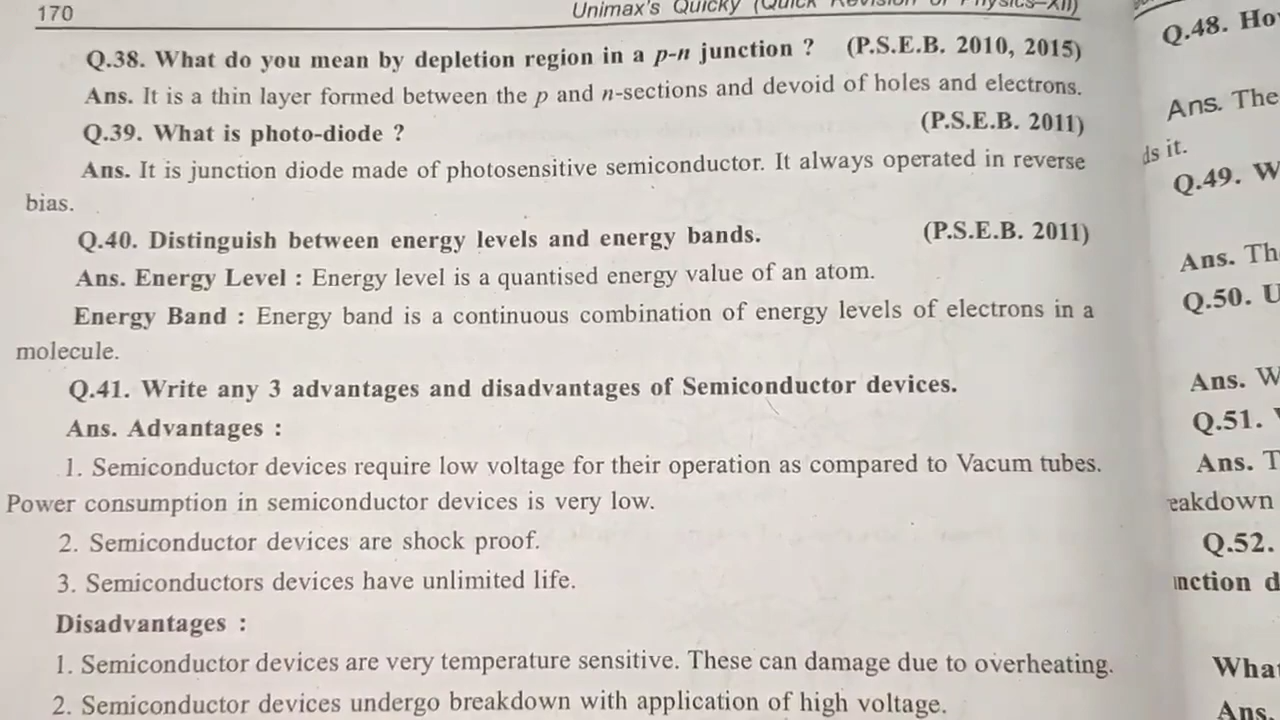 170
Unimax's Quicky (Quick Revision of Physics–XII)
Q.38. What do you mean by depletion region in a p-n junction ? (P.S.E.B. 2010, 2015)
Ans. It is a thin layer formed between the p and n-sections and devoid of holes and electrons.
Q.39. What is photo-diode ? (P.S.E.B. 2011)
Ans. It is junction diode made of photosensitive semiconductor. It always operated in reverse
bias.
Q.40. Distinguish between energy levels and energy bands. (P.S.E.B. 2011)
Ans. Energy Level : Energy level is a quantised energy value of an atom.
Energy Band : Energy band is a continuous combination of energy levels of electrons in a
molecule.
Q.41. Write any 3 advantages and disadvantages of Semiconductor devices.
Ans. Advantages :
1. Semiconductor devices require low voltage for their operation as compared to Vacum tubes.
Power consumption in semiconductor devices is very low.
2. Semiconductor devices are shock proof.
3. Semiconductors devices have unlimited life.
Disadvantages :
1. Semiconductor devices are very temperature sensitive. These can damage due to overheating.
2. Semiconductor devices undergo breakdown with application of high voltage.
Q.48.
Ans. The
ds it.
Q.49.
Ans.
Q.50.
Ans.
Q.51.
Ans.
eakdown
Q.52.
nction d
What
Ans.